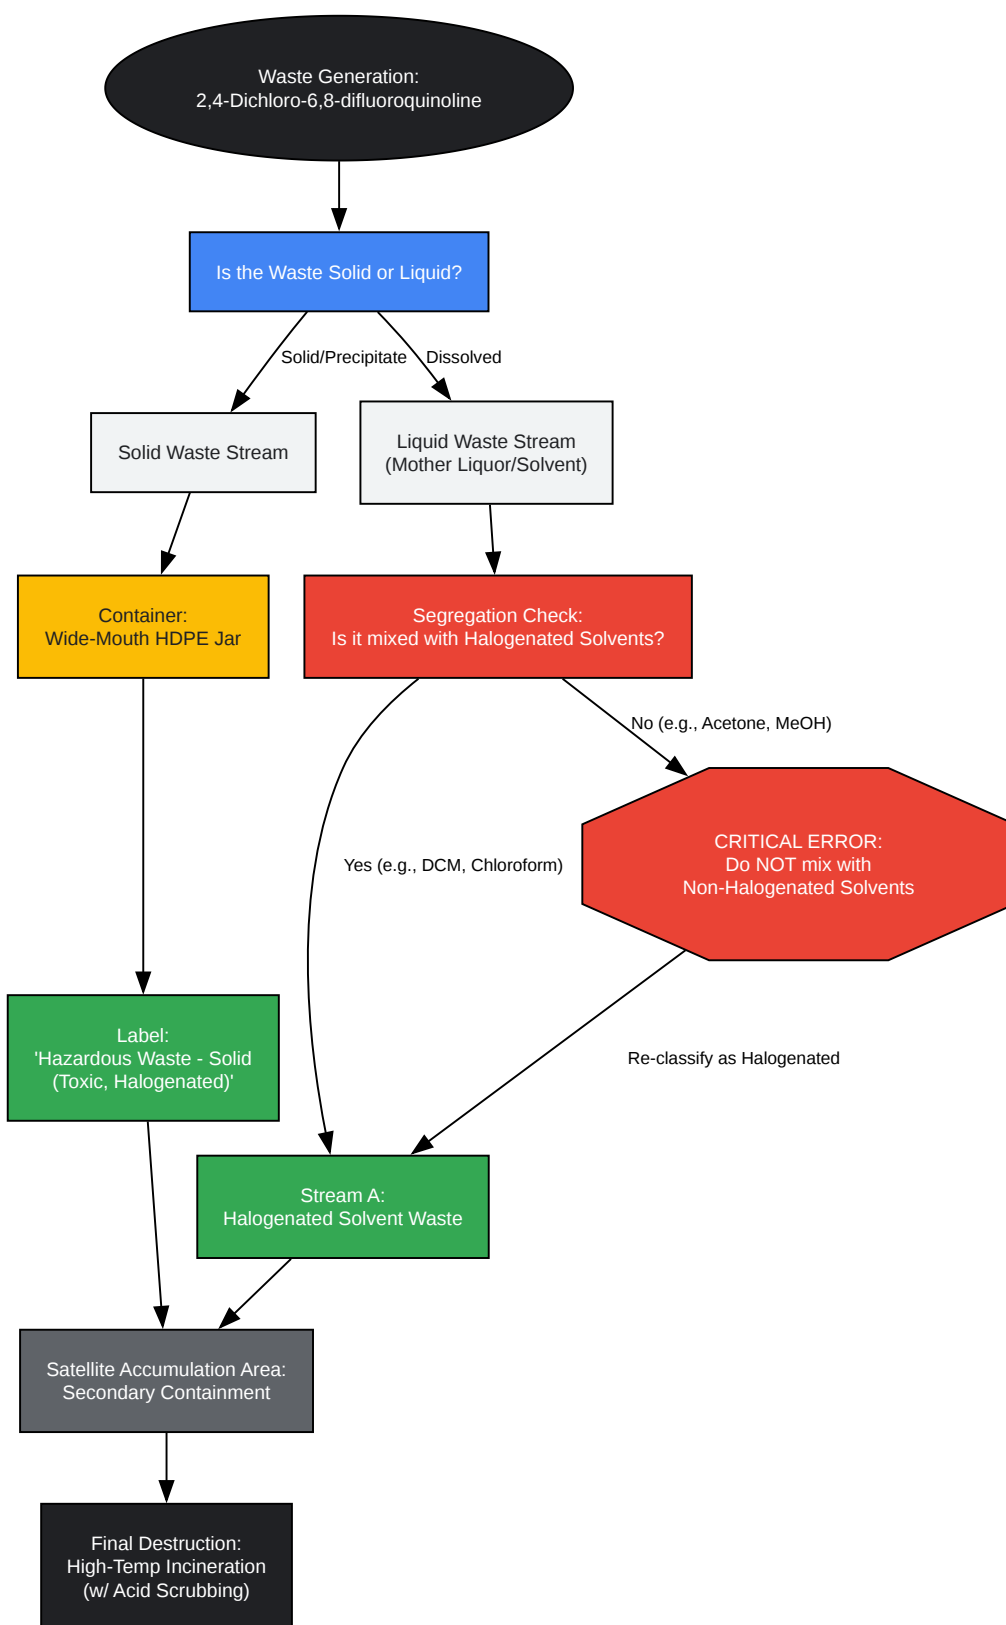 Waste Generation:
2,4-Dichloro-6,8-difluoroquinoline
Is the Waste Solid or Liquid?
Solid/Precipitate
Dissolved
Solid Waste Stream
Liquid Waste Stream
(Mother Liquor/Solvent)
Container:
Wide-Mouth HDPE Jar
Segregation Check:
Is it mixed with Halogenated Solvents?
No (e.g., Acetone, MeOH)
Yes (e.g., DCM, Chloroform)
CRITICAL ERROR:
Do NOT mix with
Non-Halogenated Solvents
Label:
'Hazardous Waste - Solid
(Toxic, Halogenated)'
Re-classify as Halogenated
Stream A:
Halogenated Solvent Waste
Satellite Accumulation Area:
Secondary Containment
Final Destruction:
High-Temp Incineration
(w/ Acid Scrubbing)